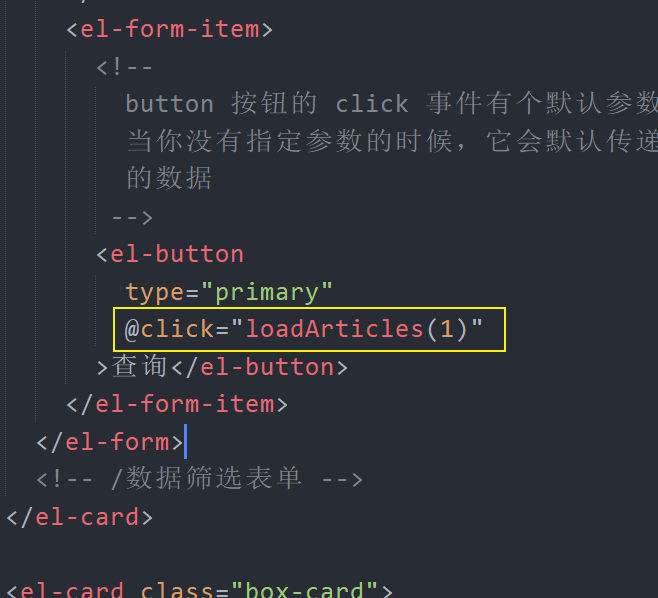 <el-form-item>
<!--
button 按钮的 click 事件有个默认参数
当你没有指定参数的时候，它会默认传递
的数据
-->
<el-button
type="primary"
@click="loadArticles(1)"
>查询</el-button>
</el-form-item>
</el-form>
<!-- /数据筛选表单 -->
</el-card>
<el-card class="box-card">